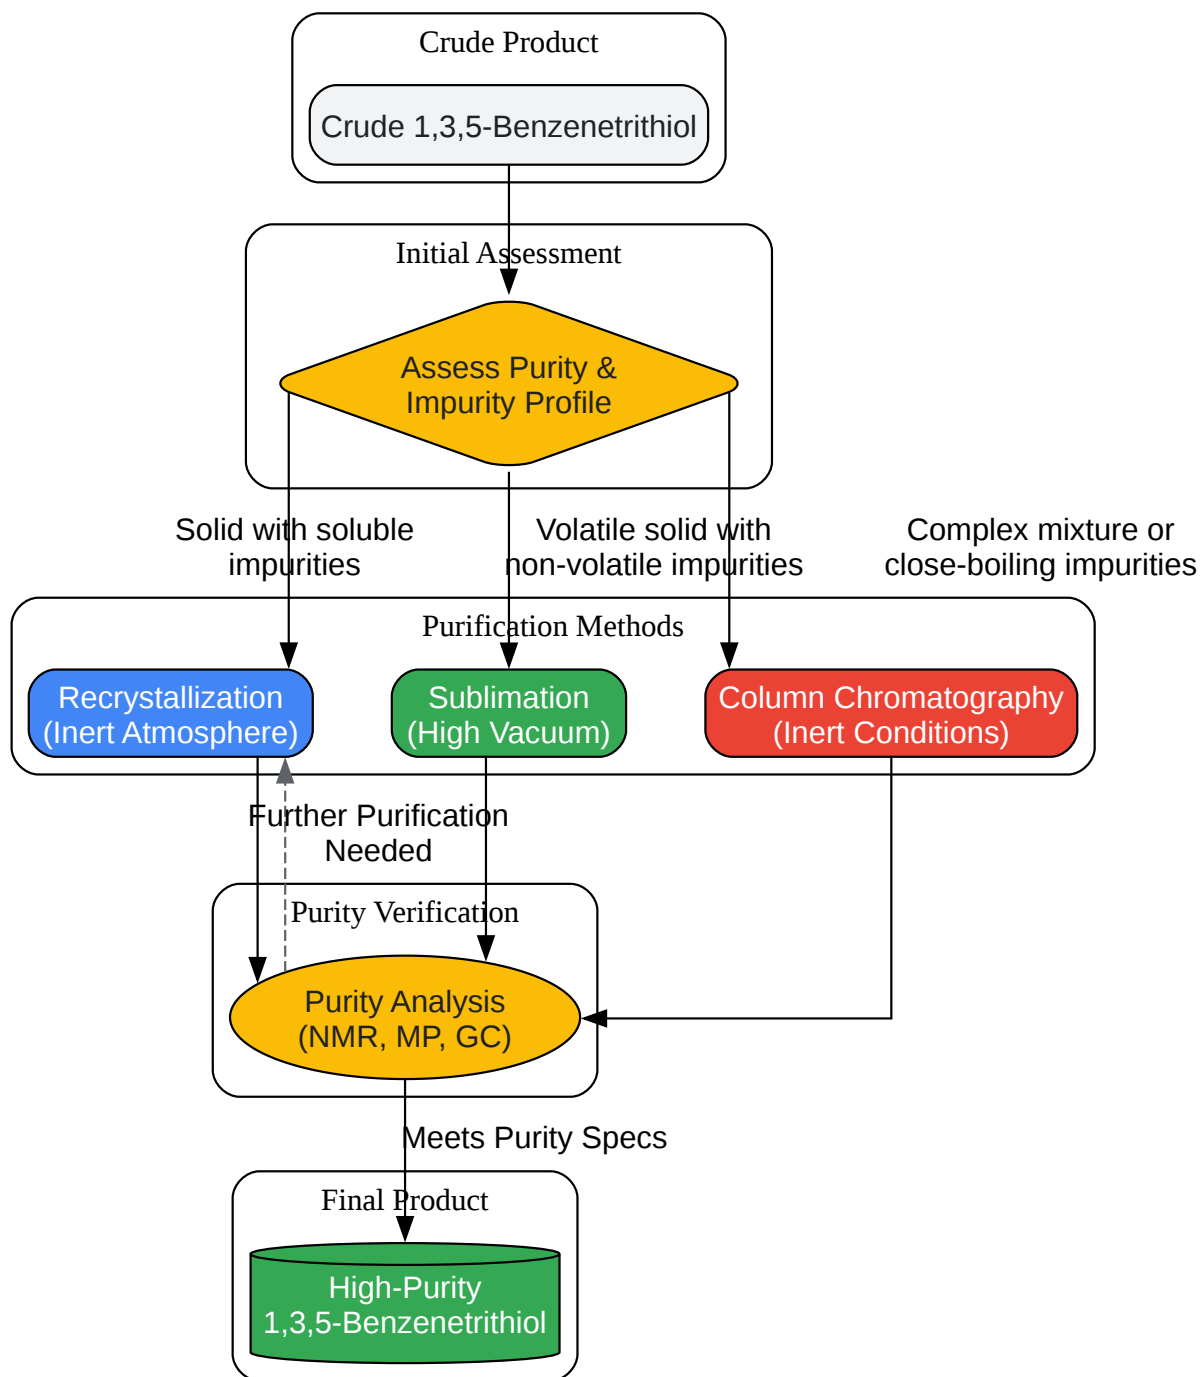 Crude Product
Crude 1,3,5-Benzenetrithiol
Initial Assessment
Assess Purity &
Impurity Profile
Solid with soluble
impurities
Volatile solid with
non-volatile impurities
Complex mixture or
close-boiling impurities
Purification Methods
Recrystallization
(Inert Atmosphere)
Sublimation
(High Vacuum)
Column Chromatography
(Inert Conditions)
Further Purification
Needed
Purity Verification
Purity Analysis
(NMR, MP, GC)
Meets Purity Specs
Final Product
High-Purity
1,3,5-Benzenetrithiol